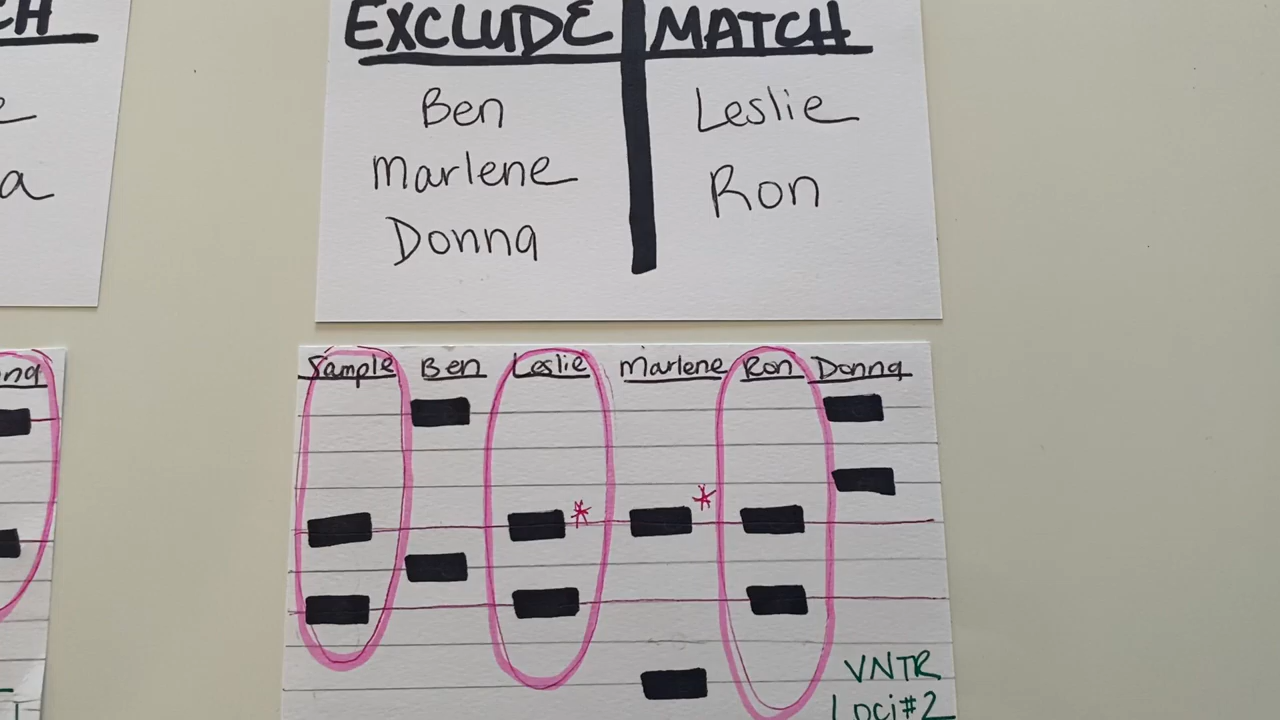 EXCLUDE MATCH
Ben Leslie
Marlene Ron
Donna
Sample Ben Leslie Marlene Ron Donna
* *
VNTR
Loci#2